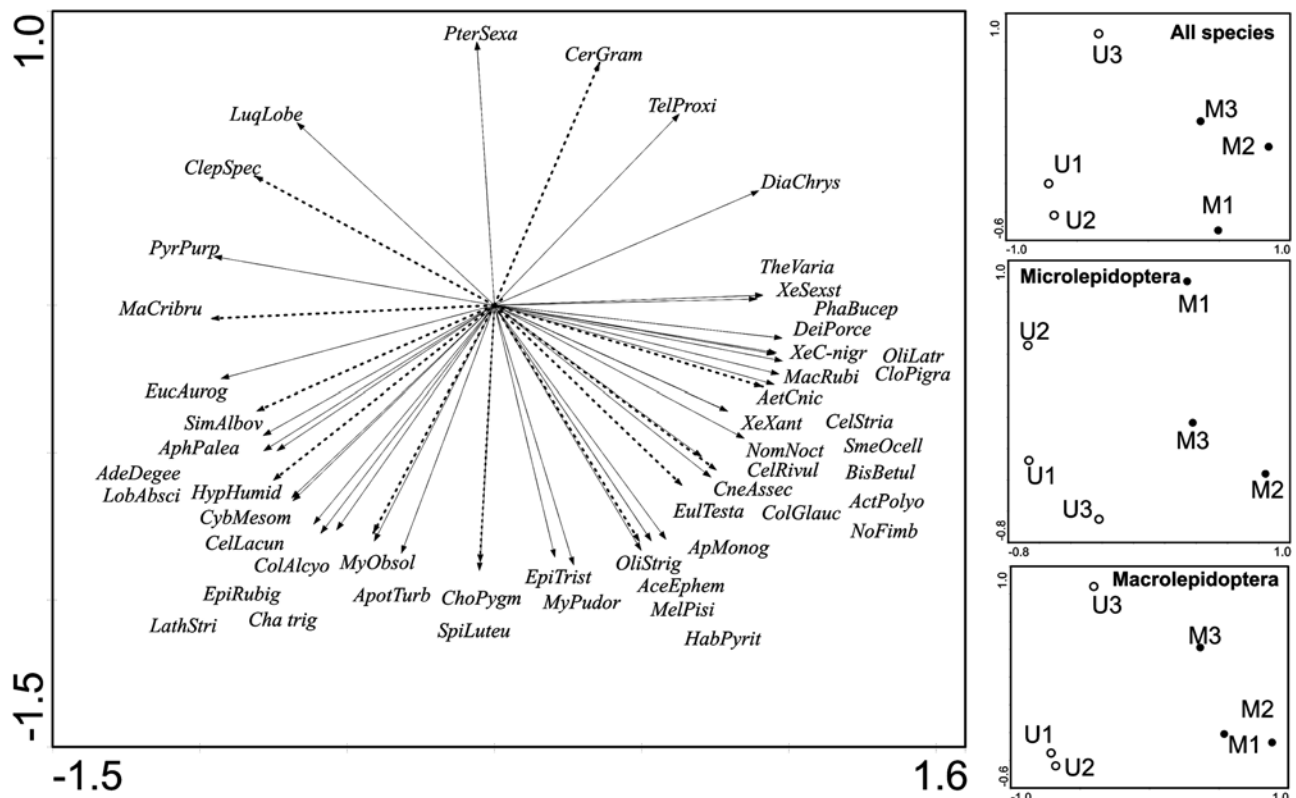 1.0
PterSexa
CerGram
LuqLobe
TelProxi
ClepSpec
DiaChrys
PyrPurp
TheVaria
MaCribru
XeSexst
PhaBucep
DeiPorce
XeC-nigr
OliLatr
EucAurog
MacRubi
CloPigra
AetCnic
SimAlbov
XeXant
CelStria
AphPalea
NomNoct
SmeOcell
AdeDegee
CelRivul
BisBetul
LobAbsci
HypHumid
CneAssec
CybMesom
EulTesta
ColGlauc
ActPolyo
CelLacun
NoFimb
ColAlcyo
MyObsol
OliStrig
ApMonog
EpiRubig
ApotTurb
ChoPygm
EpiTrist
AceEphem
LathStri
Cha trig
SpiLuteu
MyPudor
MelPisi
HabPyrit
-1.5
-1.5
1.6
1.0
All species
U3
M3
M2
U1
U2
M1
-0.6
-1.0
1.0
1.0
Microlepidoptera
M1
U2
M3
U1
M2
U3
-0.8
-0.8
1.0
1.0
Macrolepidoptera
U3
M3
M2
U1
M1
U2
-0.6
-1.0
1.0